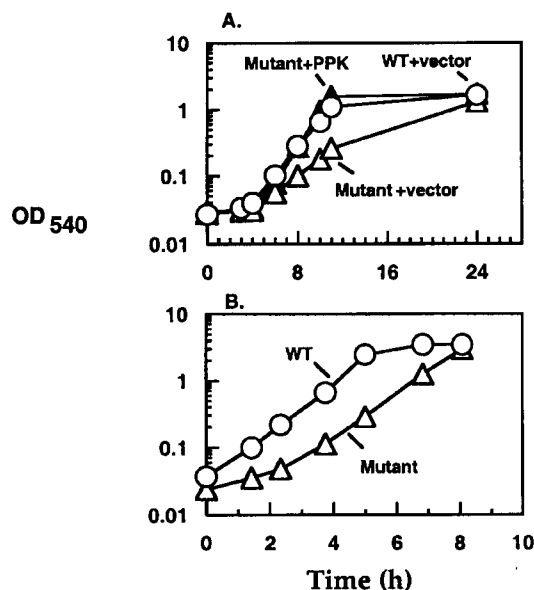 A.
10
1
0.1
0.01
Mutant+PPK
WT+vector
Mutant+vector
0 8 16 24
OD 540
B.
10
1
0.1
0.01
WT
Mutant
0 2 4 6 8 10
Time (h)